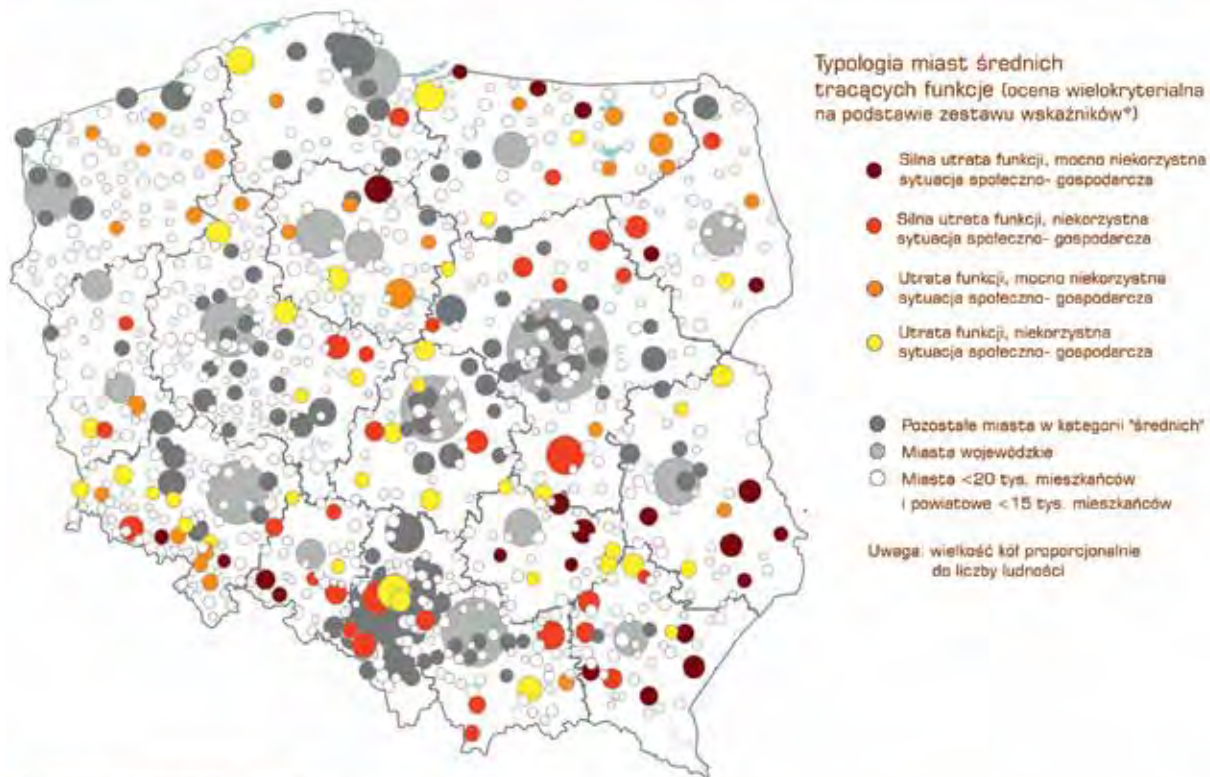 Typologia miast średnich
tracących funkcje (ocena wielokryterialna
na podstawie zestawu wskaźników*)
Silna utrata funkcji, mocno niekorzystna
sytuacja społeczno- gospodarcza
Silna utrata funkcji, niekorzystna
sytuacja społeczno- gospodarcza
Utrata funkcji, mocno niekorzystna
sytuacja społeczno- gospodarcza
Utrata funkcji, niekorzystna
sytuacja społeczno- gospodarcza
Pozostałe miasta w kategorii "średnich"
Miasta wojewódzkie
Miasta <20 tys. mieszkańców
i powiatowe <15 tys. mieszkańców
Uwaga: wielkość kół proporcjonalnie
do liczby ludności